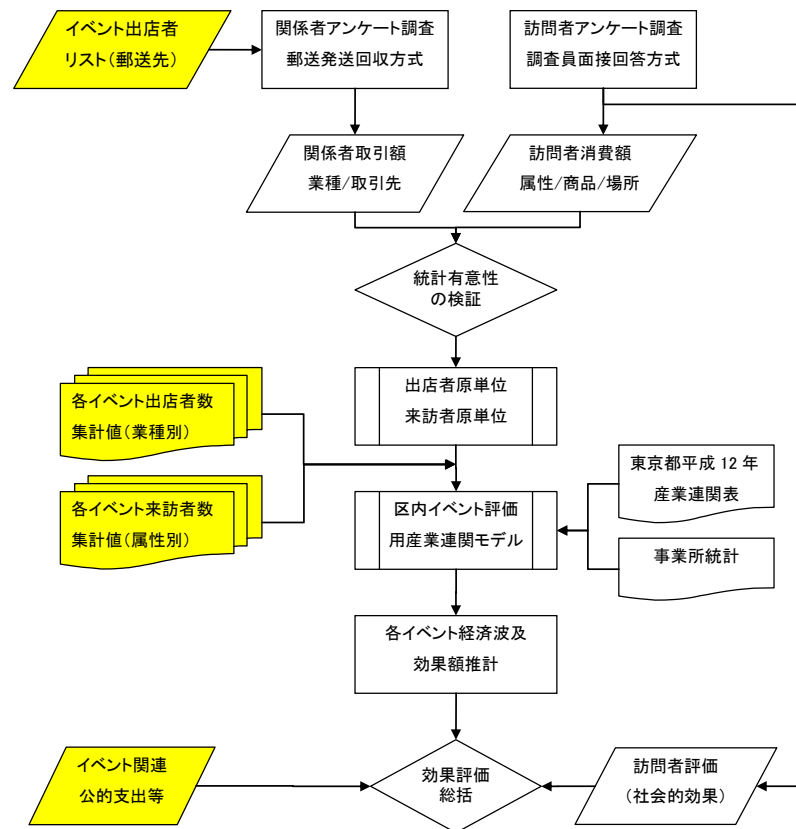 イベント出店者
リスト(郵送先)
関係者アンケート調査
郵送発送回収方式
訪問者アンケート調査
調査員面接回答方式
関係者取引額
業種/取引先
訪問者消費額
属性/商品/場所
統計有意性
の検証
出店者原単位
来訪者原単位
各イベント出店者数
集計値(業種別)
各イベント来訪者数
集計値(属性別)
区内イベント評価
用産業連関モデル
東京都平成 12 年
産業連関表
事業所統計
各イベント経済波及
効果額推計
イベント関連
公的支出等
効果評価
総括
訪問者評価
(社会的効果)